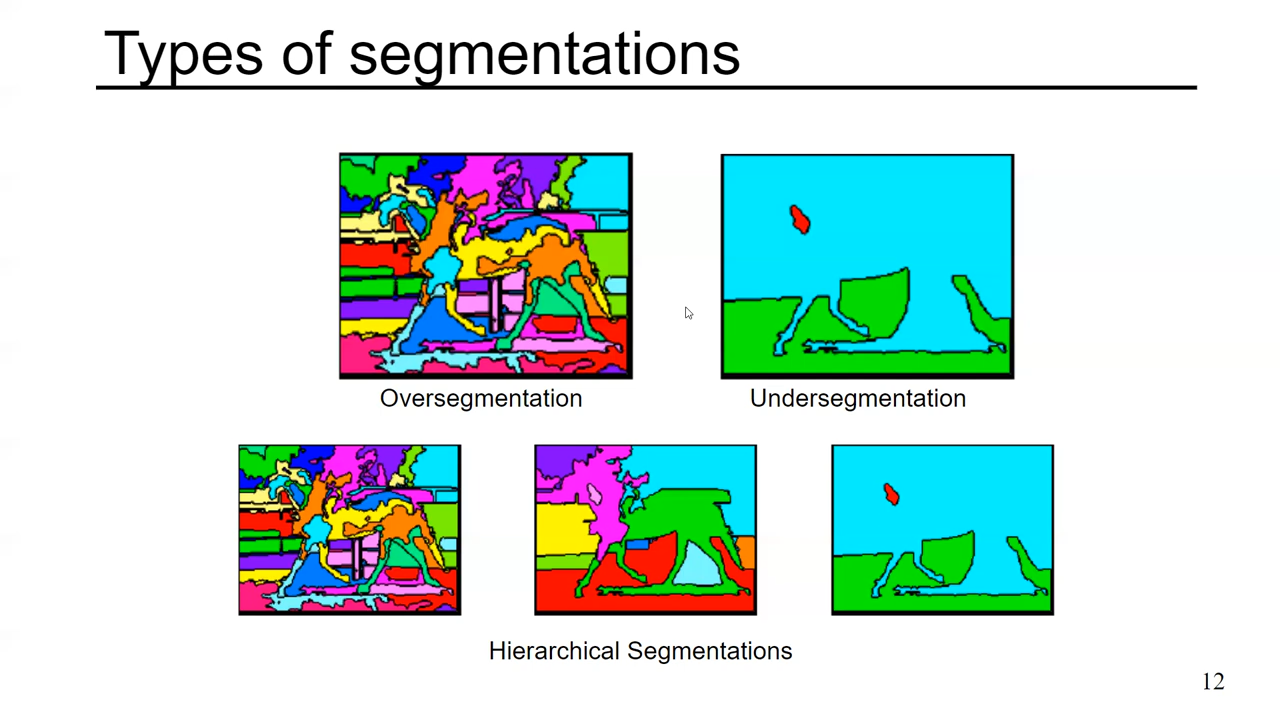 Types of segmentations
Oversegmentation
Undersegmentation
Hierarchical Segmentations
12